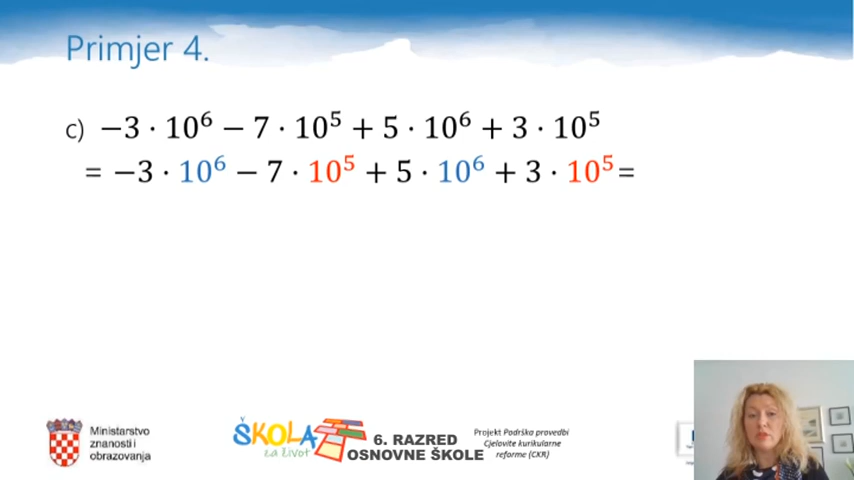 Primjer 4.
c) −3 · 10⁶ − 7 · 10⁵ + 5 · 10⁶ + 3 · 10⁵
= −3 · 10⁶ − 7 · 10⁵ + 5 · 10⁶ + 3 · 10⁵ =
Ministarstvo
znanosti i
obrazovanja
ŠKOLA
za život
6. RAZRED
OSNOVNE ŠKOLE
Projekt Podrška provedbi
Cjelovite kurikularne
reforme (CKR)